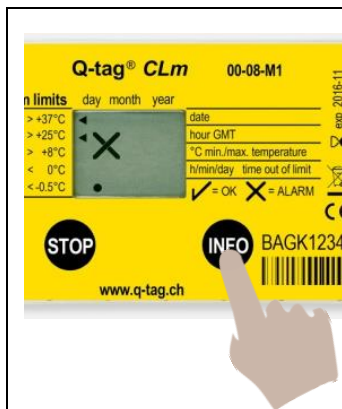 Q-tag® CLm 00-08-M1
limits day month year
> +37°C
> +25°C
> +8°C
< 0°C
< -0.5°C
date
hour GMT
°C min./max. temperature
h/min/day time out of limit
= OK = ALARM
exp. 2016-11
STOP
INFO
BAGK1234
www.q-tag.ch